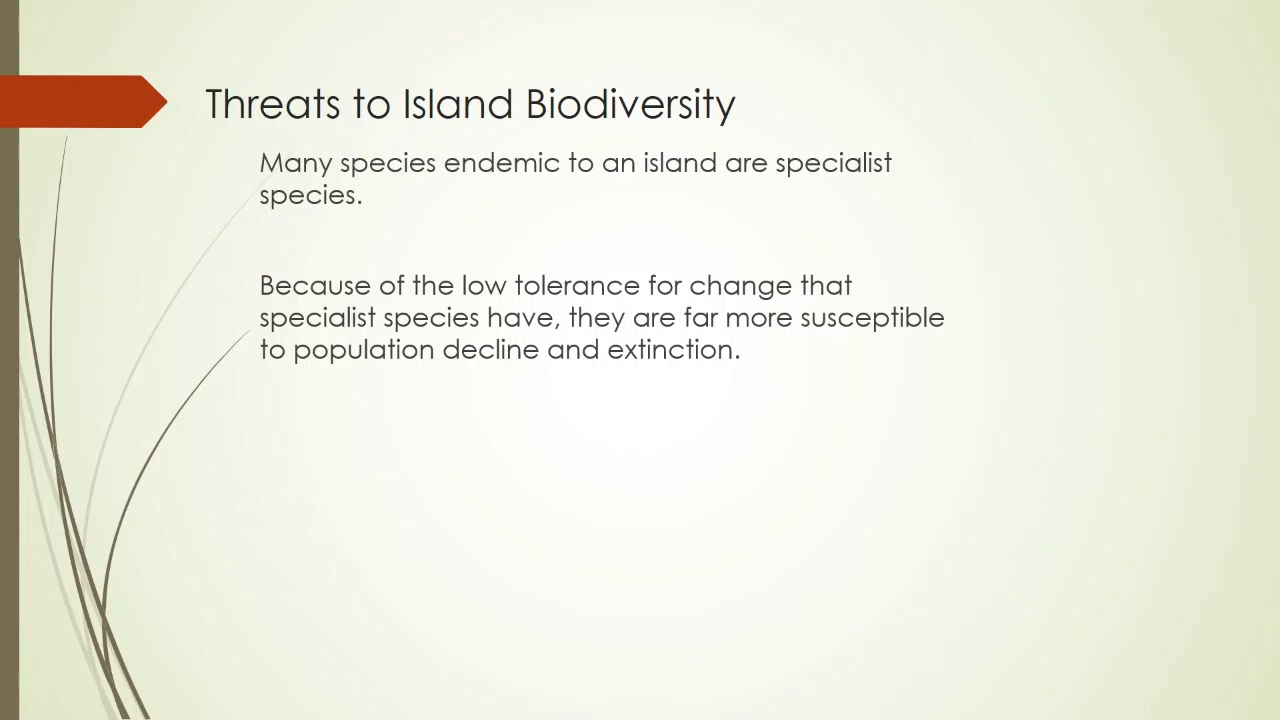 Threats to Island Biodiversity
Many species endemic to an island are specialist
species.
Because of the low tolerance for change that
specialist species have, they are far more susceptible
to population decline and extinction.